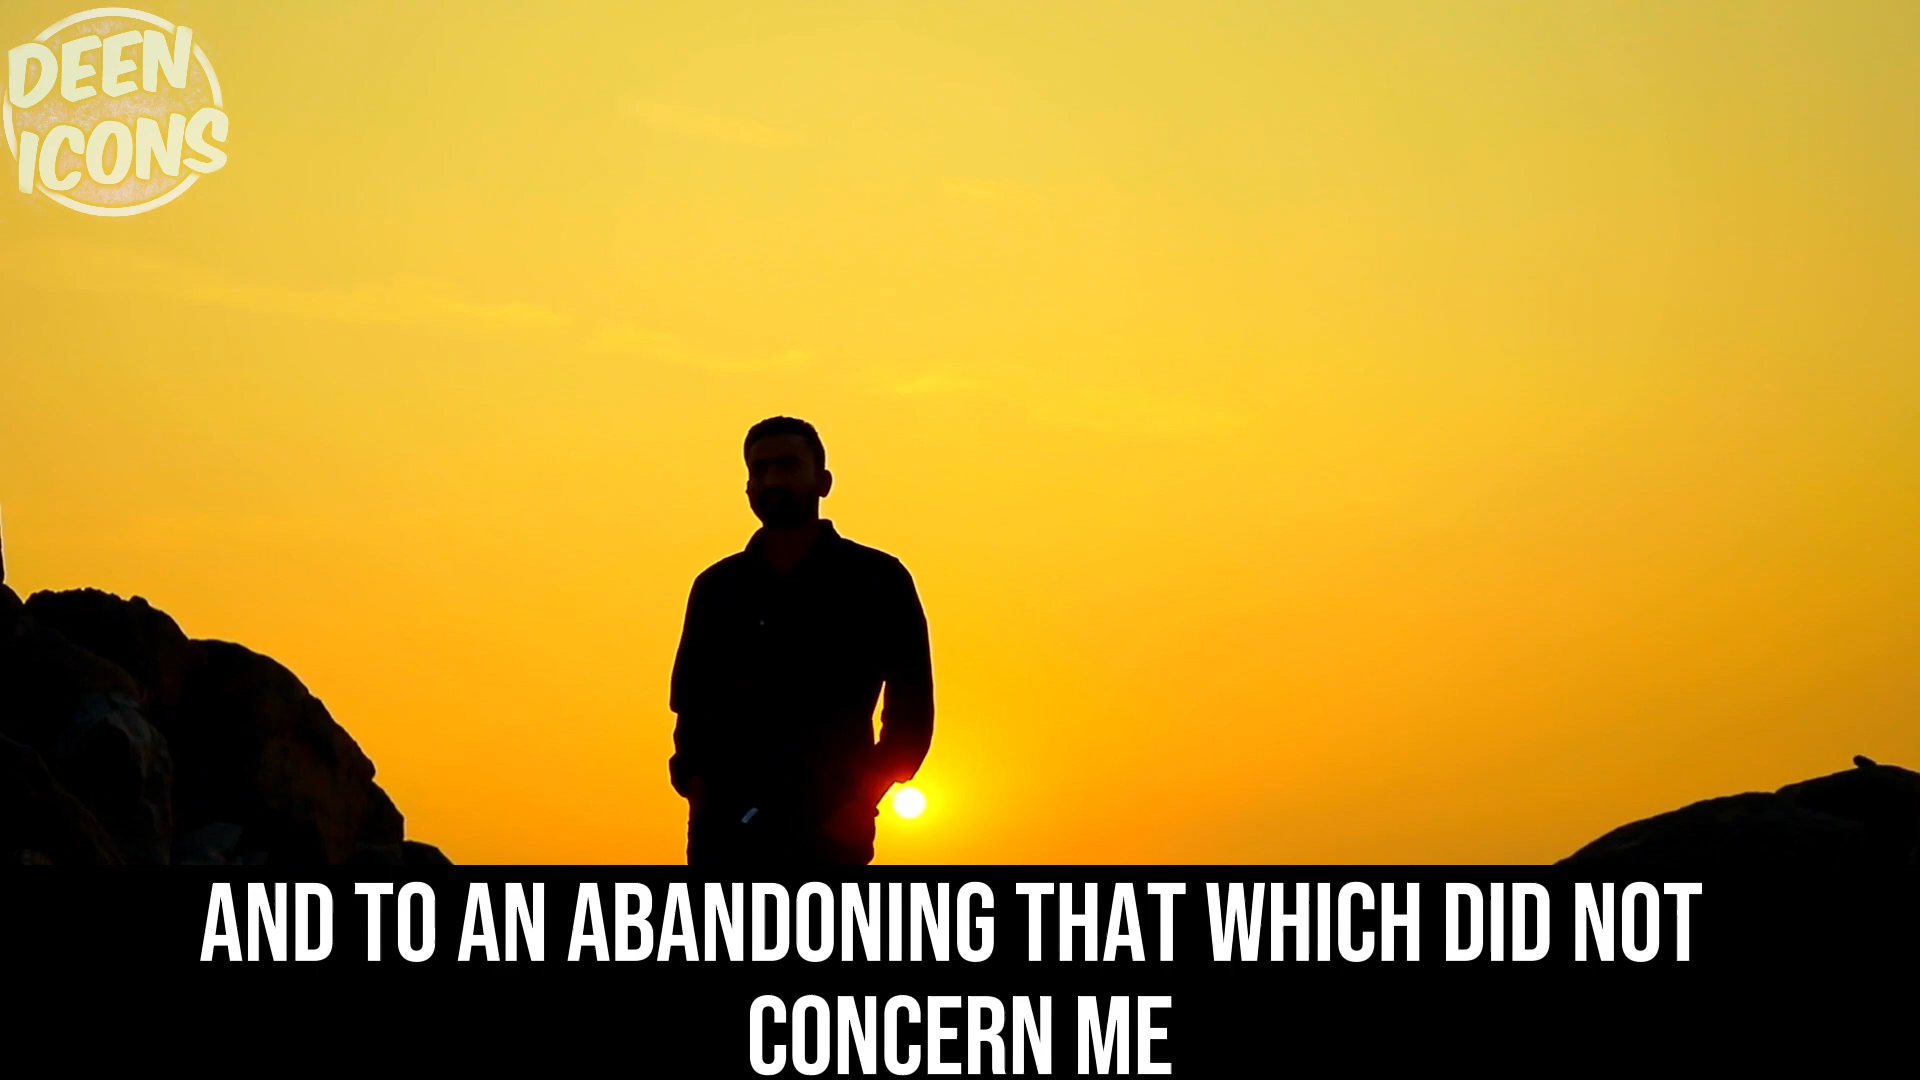 DEEN
ICONS
AND TO AN ABANDONING THAT WHICH DID NOT
CONCERN ME